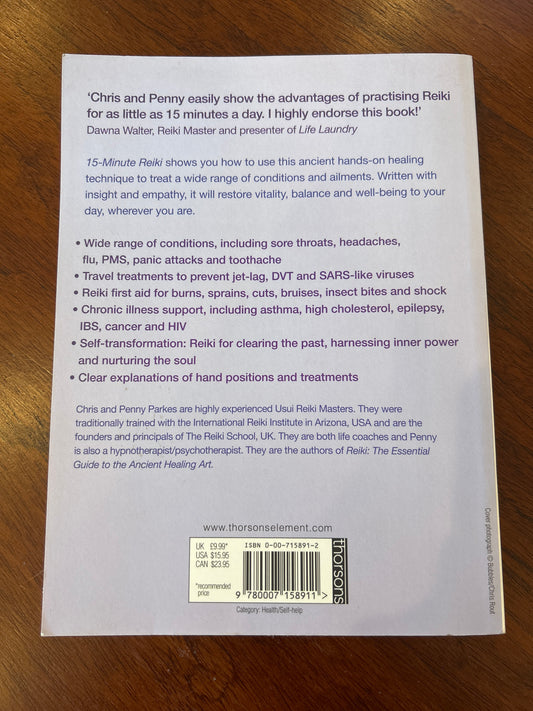 ‘Chris and Penny easily show the advantages of practising Reiki
for as little as 15 minutes a day. I highly endorse this book!’
Dawna Walter, Reiki Master and presenter of Life Laundry
15-Minute Reiki shows you how to use this ancient hands-on healing
technique to treat a wide range of conditions and ailments. Written with
insight and empathy, it will restore vitality, balance and well-being to your
day, wherever you are.
• Wide range of conditions, including sore throats, headaches,
flu, PMS, panic attacks and toothache
• Travel treatments to prevent jet-lag, DVT and SARS-like viruses
• Reiki first aid for burns, sprains, cuts, bruises, insect bites and shock
• Chronic illness support, including asthma, high cholesterol, epilepsy,
IBS, cancer and HIV
• Self-transformation: Reiki for clearing the past, harnessing inner power
and nurturing the soul
• Clear explanations of hand positions and treatments
Chris and Penny Parkes are highly experienced Usui Reiki Masters. They were
traditionally trained with the International Reiki Institute in Arizona, USA and are the
founders and principals of The Reiki School, UK. They are both life coaches and Penny
is also a hypnotherapist/psychotherapist. They are the authors of Reiki: The Essential
Guide to the Ancient Healing Art.
www.thorsonselement.com
UK £9.99*
USA $15.95
CAN $23.95
*recommended
price
ISBN 0-00-715891-2
9 780007 158911 >
thorsons
Category: Health/Self-help
Cover photograph © Bubbles/Chris Rout